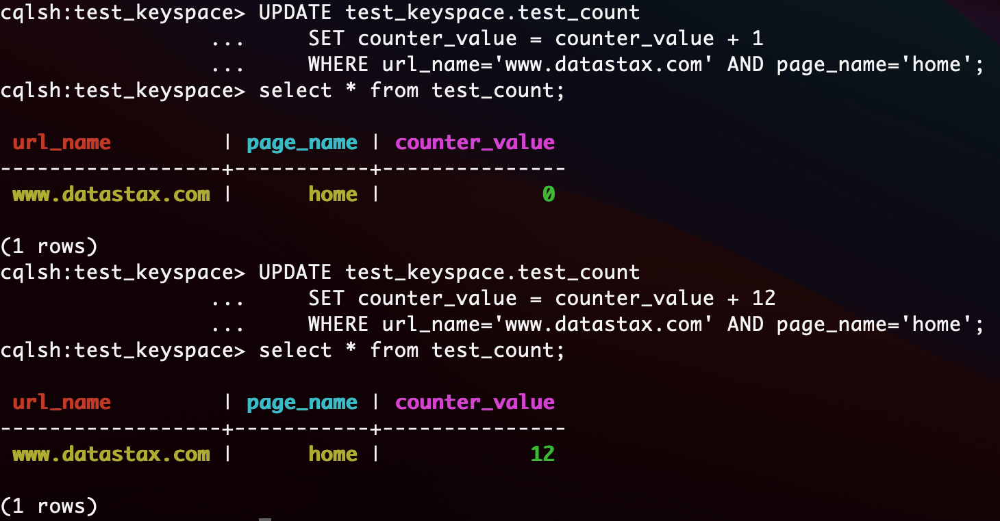 cqlsh:test_keyspace> UPDATE test_keyspace.test_count
                 ...     SET counter_value = counter_value + 1
                 ...     WHERE url_name='www.datastax.com' AND page_name='home';
cqlsh:test_keyspace> select * from test_count;

 url_name         | page_name | counter_value
------------------+-----------+---------------
 www.datastax.com |      home |             0

(1 rows)
cqlsh:test_keyspace> UPDATE test_keyspace.test_count
                 ...     SET counter_value = counter_value + 12
                 ...     WHERE url_name='www.datastax.com' AND page_name='home';
cqlsh:test_keyspace> select * from test_count;

 url_name         | page_name | counter_value
------------------+-----------+---------------
 www.datastax.com |      home |            12

(1 rows)